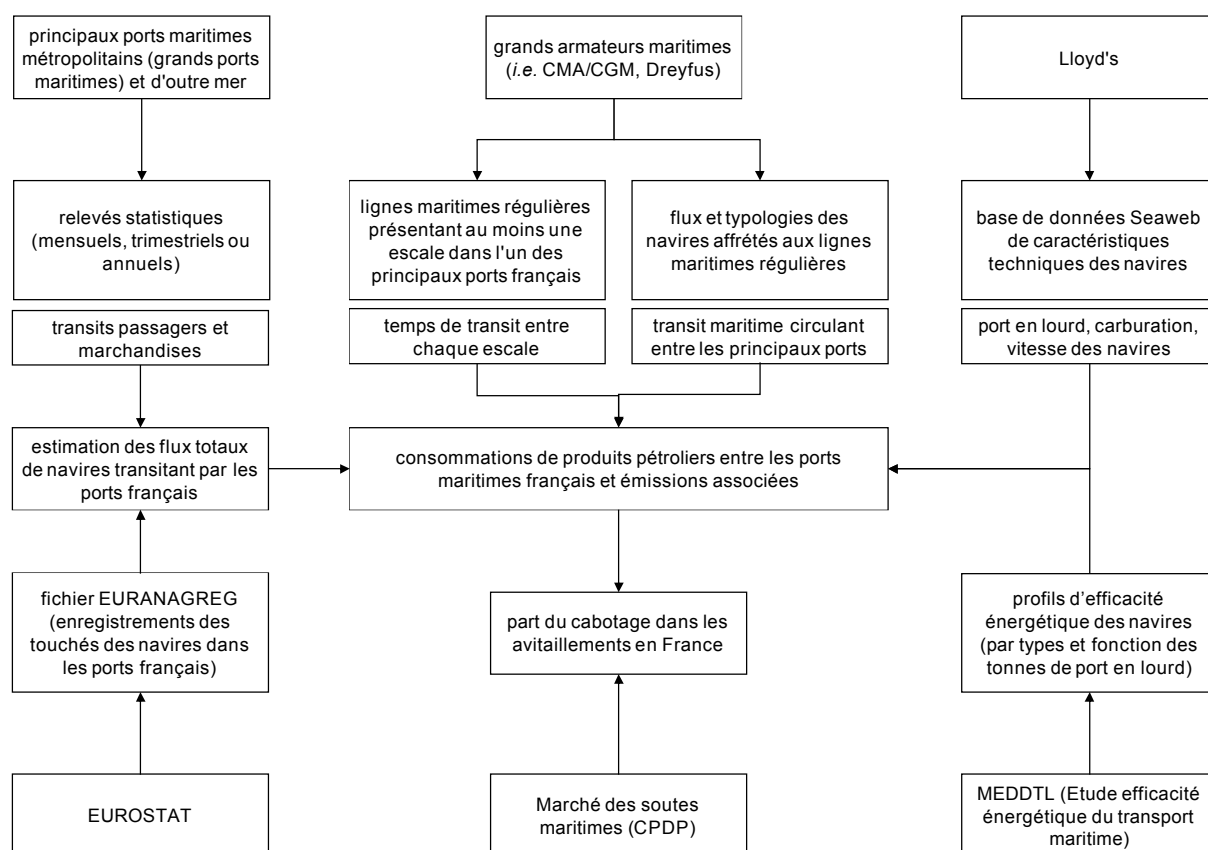 principaux ports maritimes
métropolitains (grands ports
maritimes) et d'outre mer
grands armateurs maritimes
(i.e. CMA/CGM, Dreyfus)
Lloyd's
relevés statistiques
(mensuels, trimestriels ou
annuels)
lignes maritimes régulières
présentant au moins une
escale dans l'un des
principaux ports français
flux et typologies des
navires affrétés aux lignes
maritimes régulières
base de données Seaweb
de caractéristiques
techniques des navires
transits passagers et
marchandises
temps de transit entre
chaque escale
transit maritime circulant
entre les principaux ports
port en lourd, carburation,
vitesse des navires
estimation des flux totaux
de navires transitant par les
ports français
consommations de produits pétroliers entre les ports
maritimes français et émissions associées
fichier EURANAGREG
(enregistrements des
touchés des navires dans
les ports français)
part du cabotage dans les
avitaillements en France
profils d’efficacité
énergétique des navires
(par types et fonction des
tonnes de port en lourd)
EUROSTAT
Marché des soutes
maritimes (CPDP)
MEDDTL (Etude efficacité
énergétique du transport
maritime)